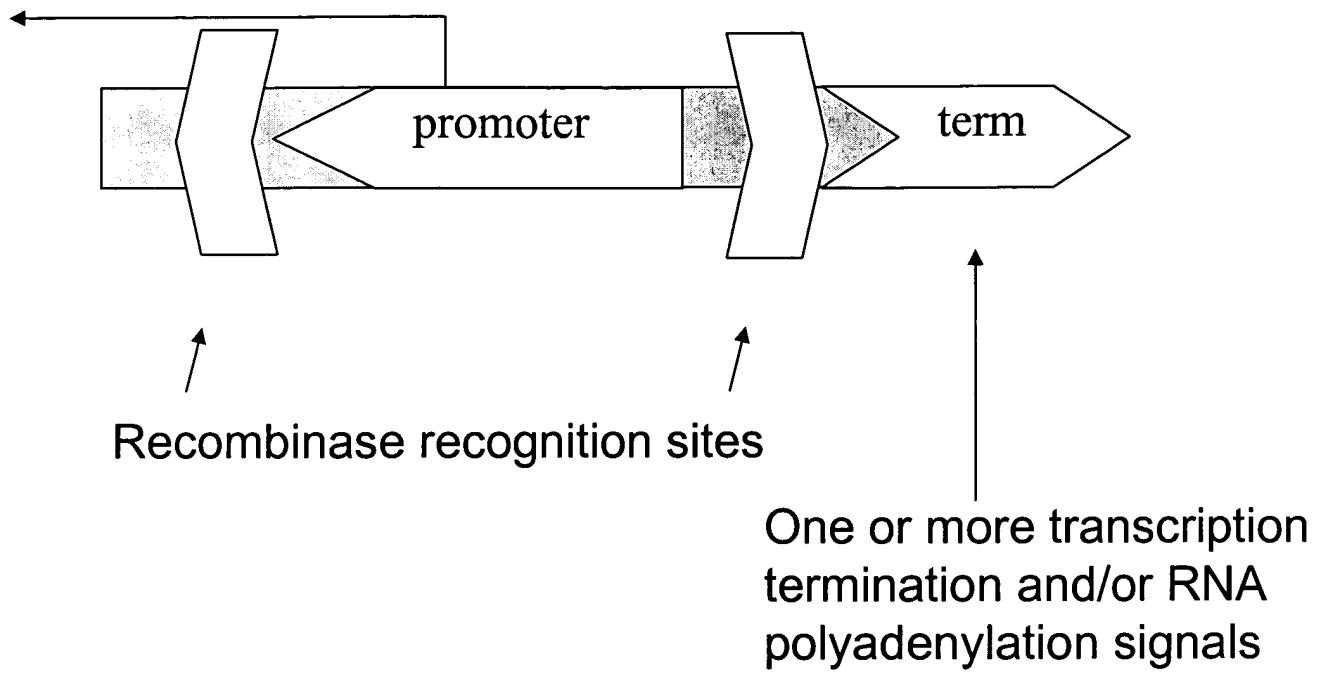 promoter
term
Recombinase recognition sites
One or more transcription
termination and/or RNA
polyadenylation signals